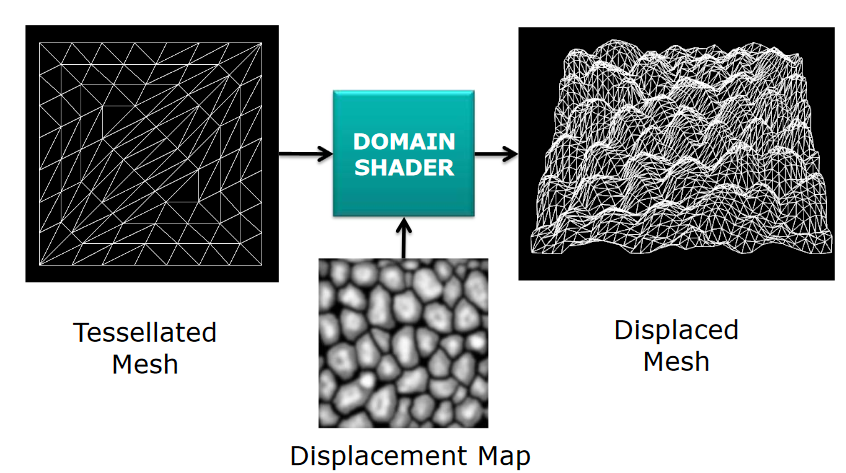 DOMAIN
SHADER
Tessellated
Mesh
Displaced
Mesh
Displacement Map